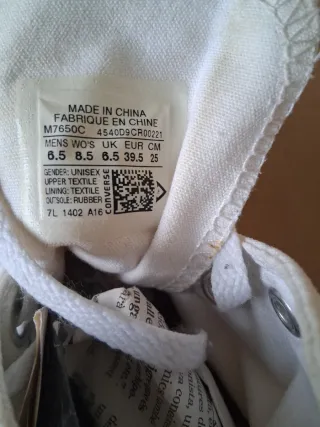 MADE IN CHINA
FABRIQUE EN CHINE
M7650C 4540D9CR00221
MENS WO'S UK EUR CM
6.5 8.5 6.5 39.5 25
GENDER: UNISEX
UPPER TEXTILE
LINING: TEXTILE
OUTSOLE: RUBBER
CONVERSE
7L 1402 A16